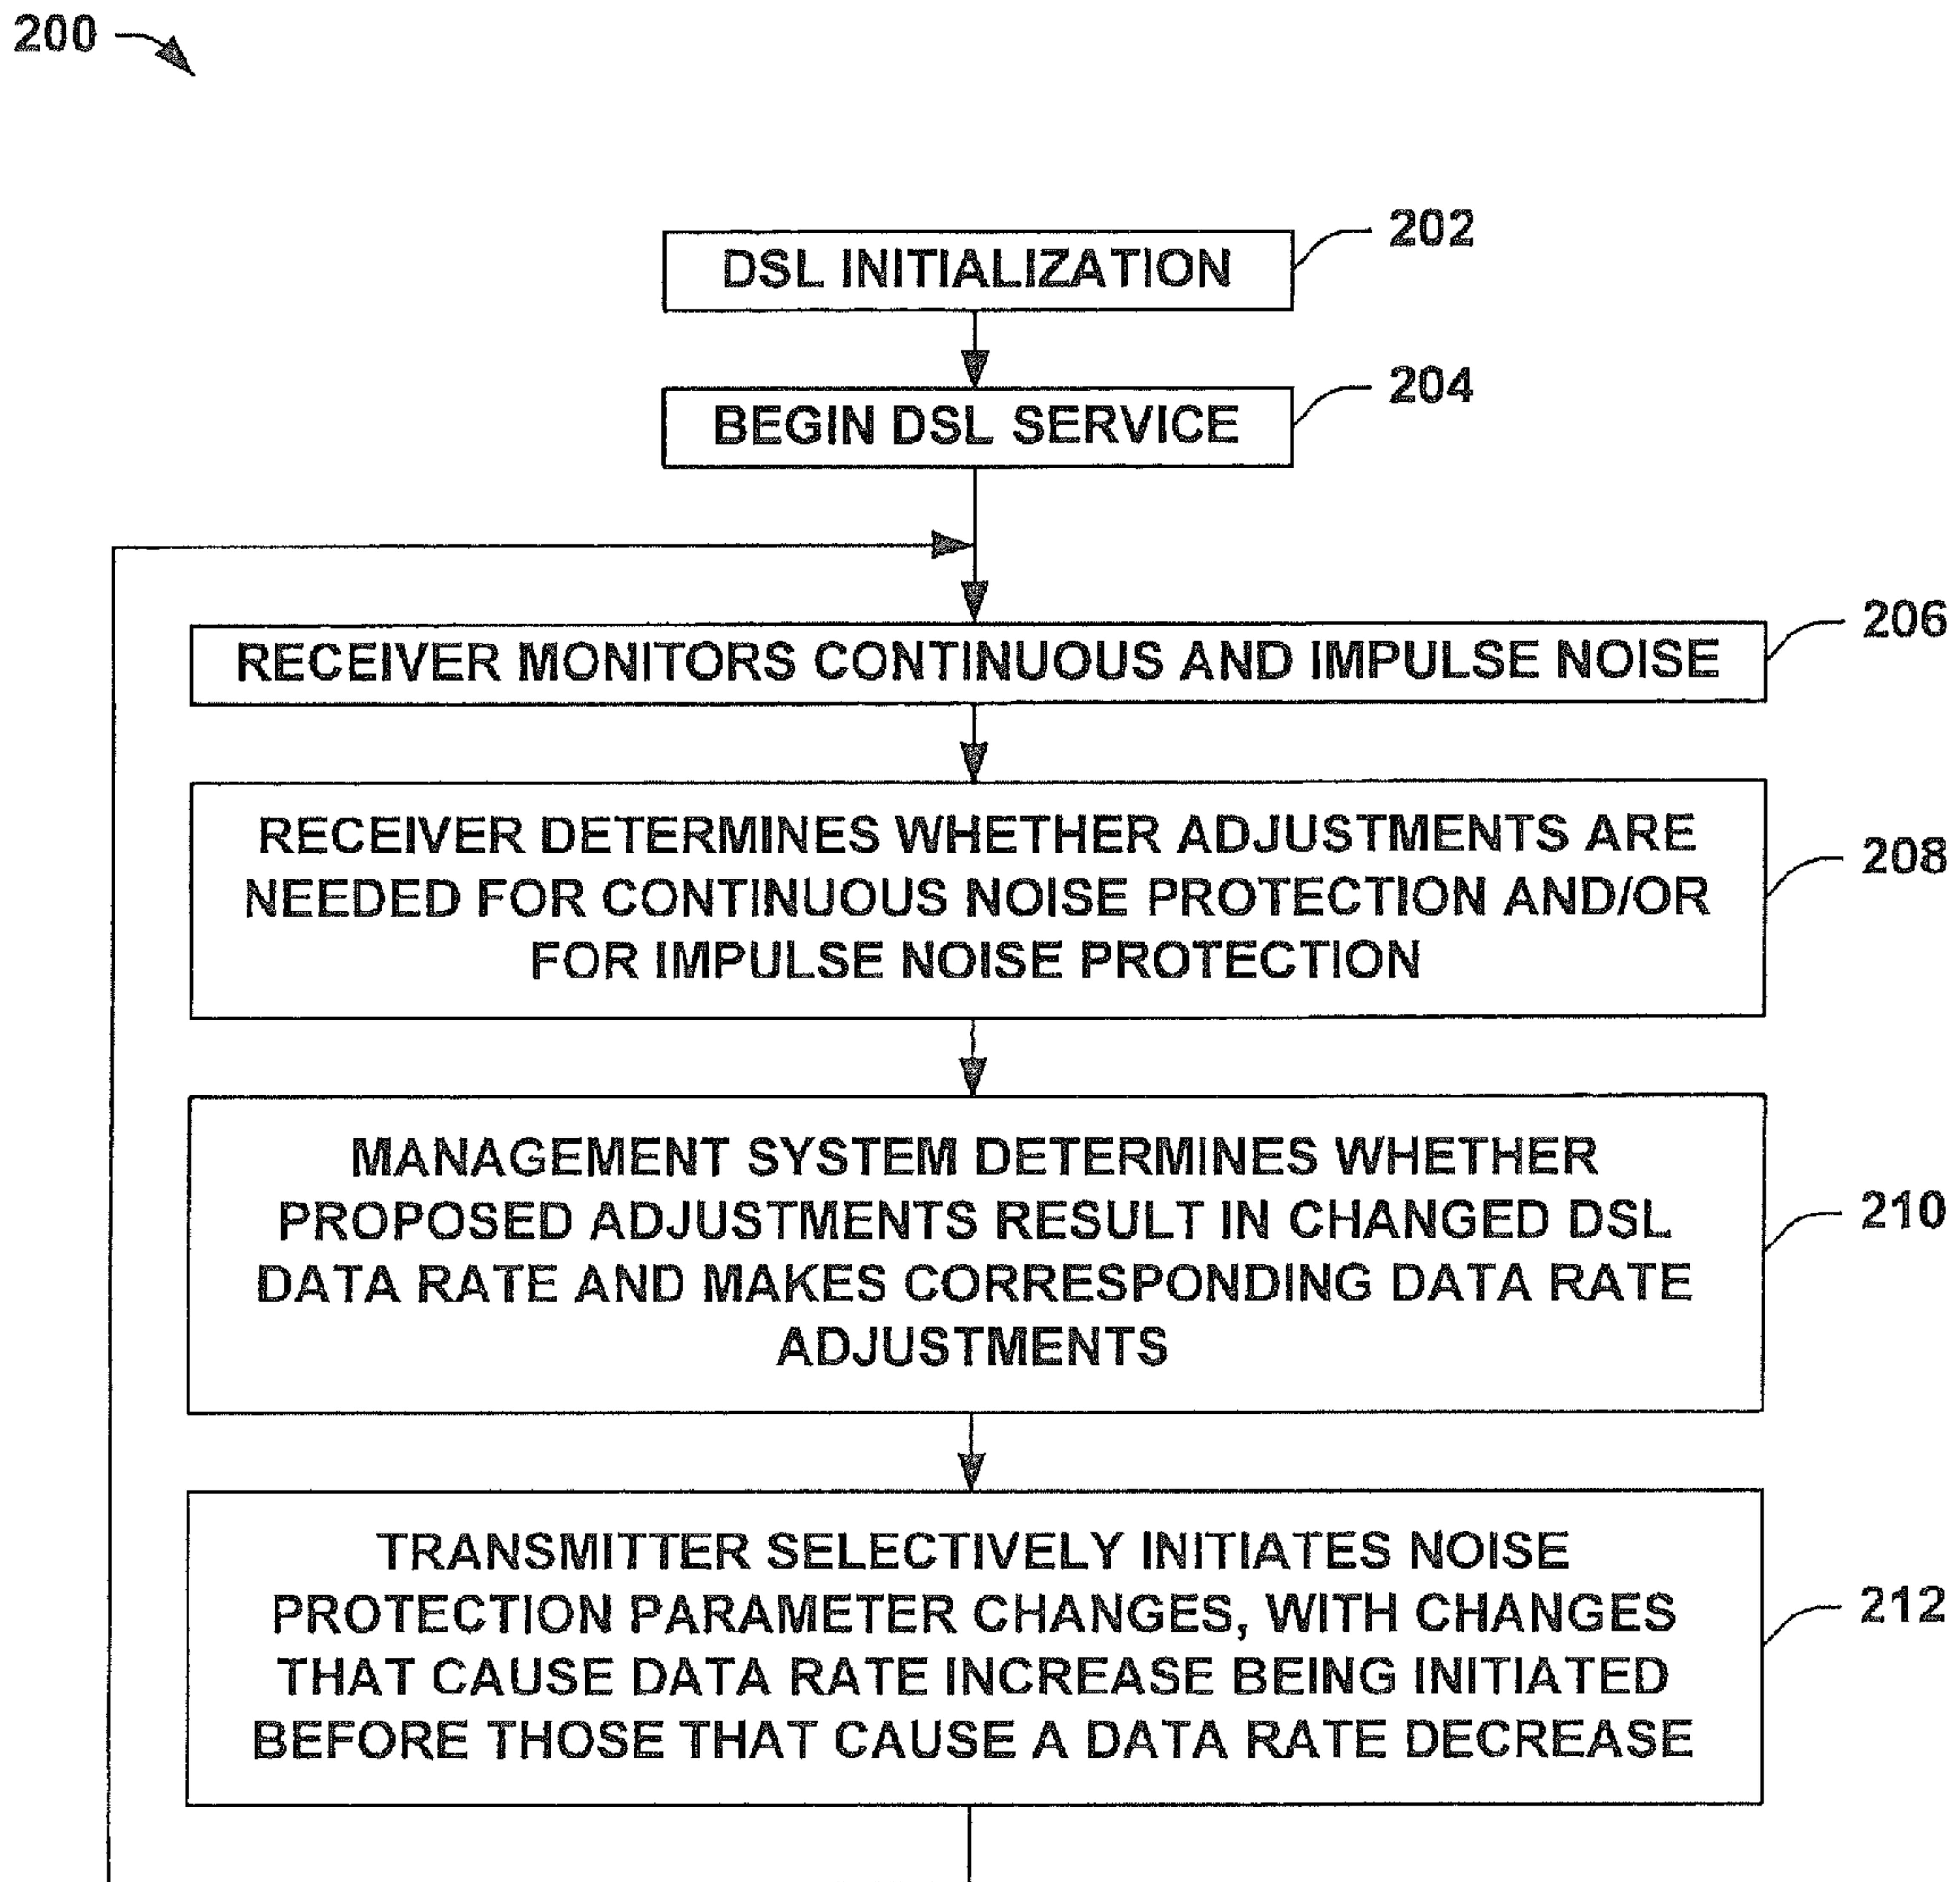 200
DSL INITIALIZATION
202
BEGIN DSL SERVICE
204
RECEIVER MONITORS CONTINUOUS AND IMPULSE NOISE
206
RECEIVER DETERMINES WHETHER ADJUSTMENTS ARE
NEEDED FOR CONTINUOUS NOISE PROTECTION AND/OR
FOR IMPULSE NOISE PROTECTION
208
MANAGEMENT SYSTEM DETERMINES WHETHER
PROPOSED ADJUSTMENTS RESULT IN CHANGED DSL
DATA RATE AND MAKES CORRESPONDING DATA RATE
ADJUSTMENTS
210
TRANSMITTER SELECTIVELY INITIATES NOISE
PROTECTION PARAMETER CHANGES, WITH CHANGES
THAT CAUSE DATA RATE INCREASE BEING INITIATED
BEFORE THOSE THAT CAUSE A DATA RATE DECREASE
212